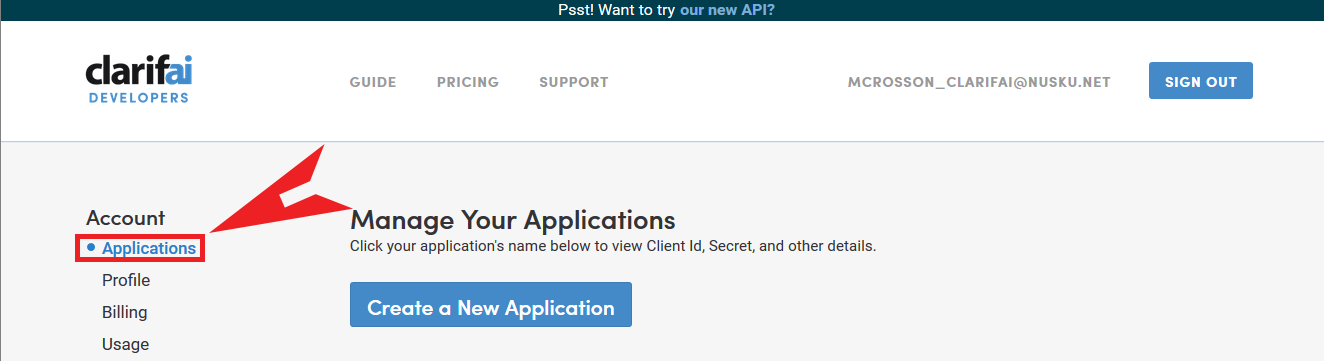 Psst! Want to try our new API?
clarifai
DEVELOPERS
GUIDE PRICING SUPPORT MCROSSON_CLARIFAI@NUSKU.NET SIGN OUT
Account
Applications
Profile
Billing
Usage
Manage Your Applications
Click your application's name below to view Client Id, Secret, and other details.
Create a New Application